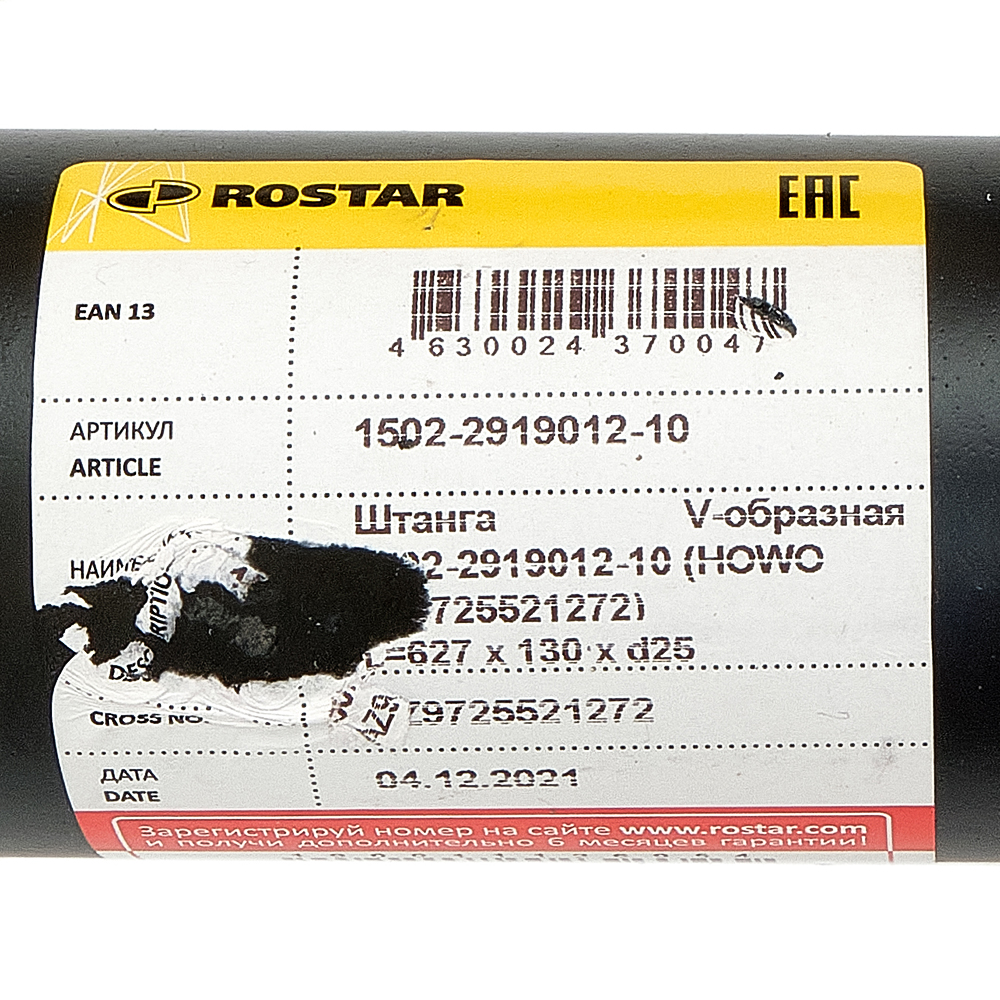 ROSTAR EAC
EAN 13
4 630024 370047
АРТИКУЛ
ARTICLE
1502-2919012-10
Штанга V-образная
2-2919012-10 (HOWO
725521272)
L=627 x 130 x d25
CROSS NO.
Z9725521272
ДАТА
DATE
04.12.2021
Зарегистрируй номер на сайте www.rostar.com
и получи дополнительно 6 месяцев гарантии!